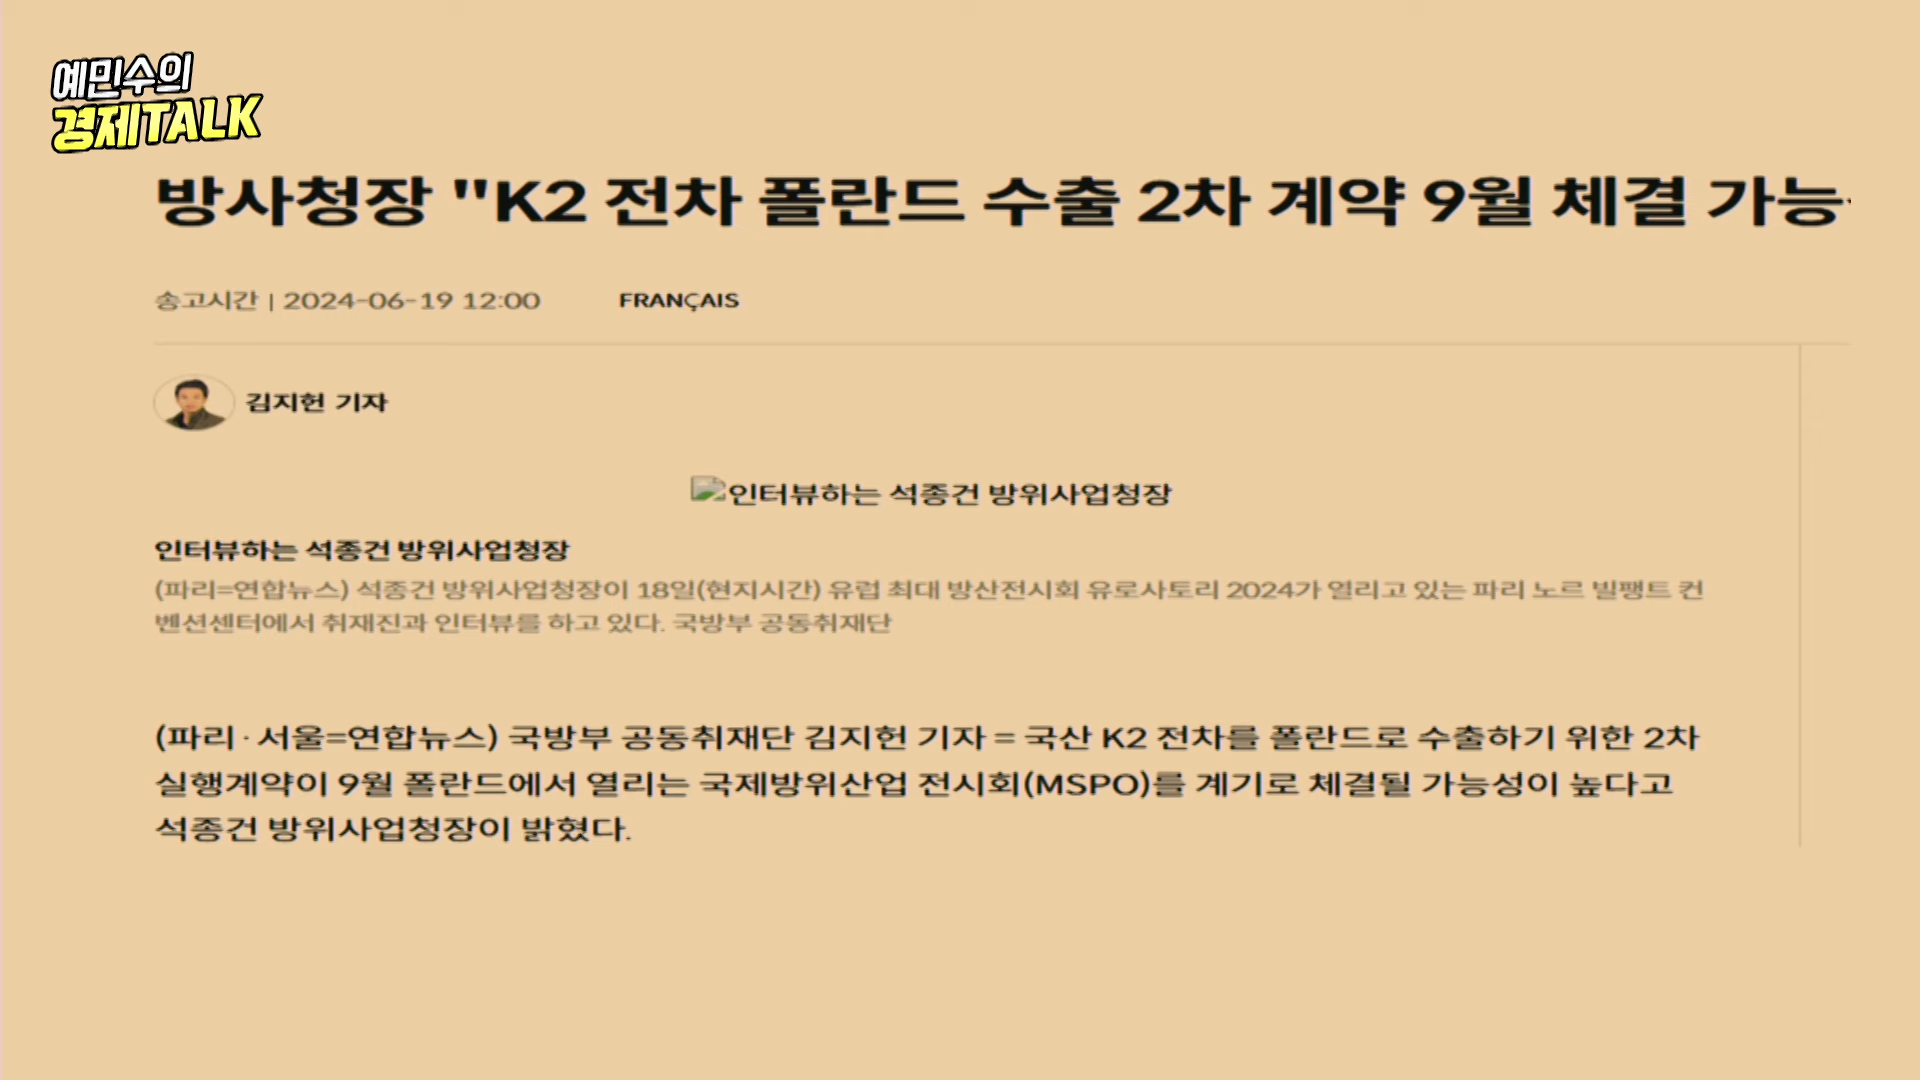 예민수의
경제TALK
방사청장 "K2 전차 폴란드 수출 2차 계약 9월 체결 가능
송고시간 | 2024-06-19 12:00 FRANÇAIS
김지헌 기자
인터뷰하는 석종건 방위사업청장
인터뷰하는 석종건 방위사업청장
(파리=연합뉴스) 석종건 방위사업청장이 18일(현지시간) 유럽 최대 방산전시회 유로사토리 2024가 열리고 있는 파리 노르 빌팽트 컨
벤션센터에서 취재진과 인터뷰를 하고 있다. 국방부 공동취재단
(파리·서울=연합뉴스) 국방부 공동취재단 김지헌 기자 = 국산 K2 전차를 폴란드로 수출하기 위한 2차
실행계약이 9월 폴란드에서 열리는 국제방위산업 전시회(MSPO)를 계기로 체결될 가능성이 높다고
석종건 방위사업청장이 밝혔다.